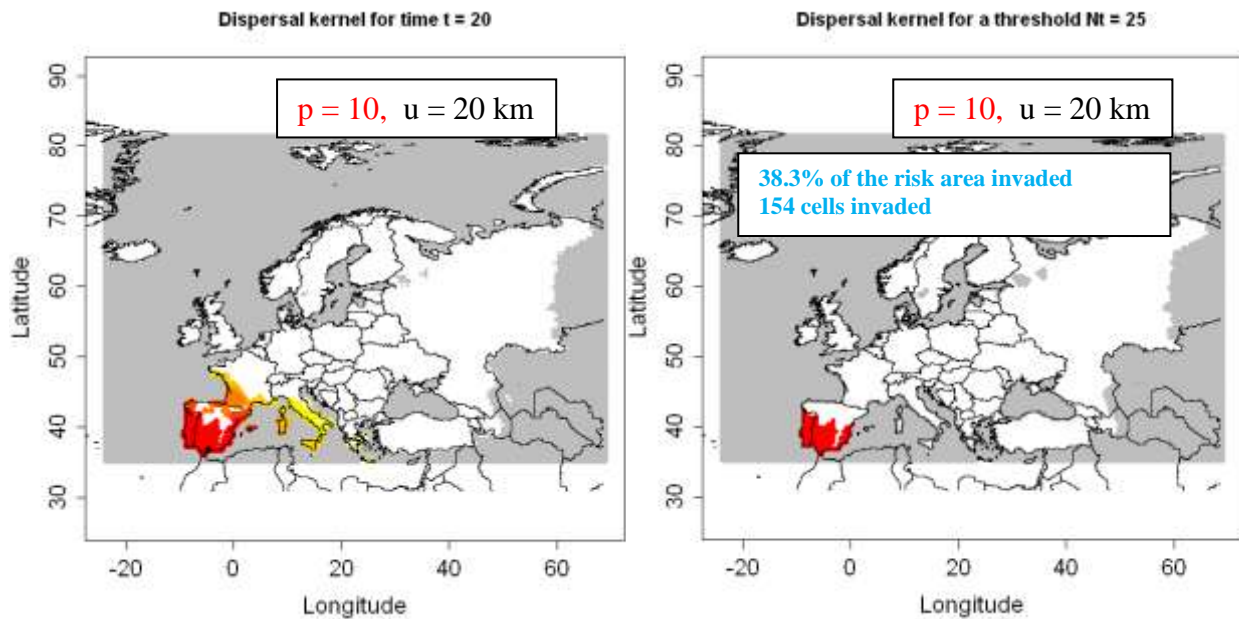 Dispersal kernel for time t = 20
p = 10, u = 20 km
90
80
70
60
50
40
30
Latitude
-20
0
20
40
60
Longitude
Dispersal kernel for a threshold Nt = 25
p = 10, u = 20 km
38.3% of the risk area invaded
154 cells invaded
90
80
70
60
50
40
30
Latitude
-20
0
20
40
60
Longitude